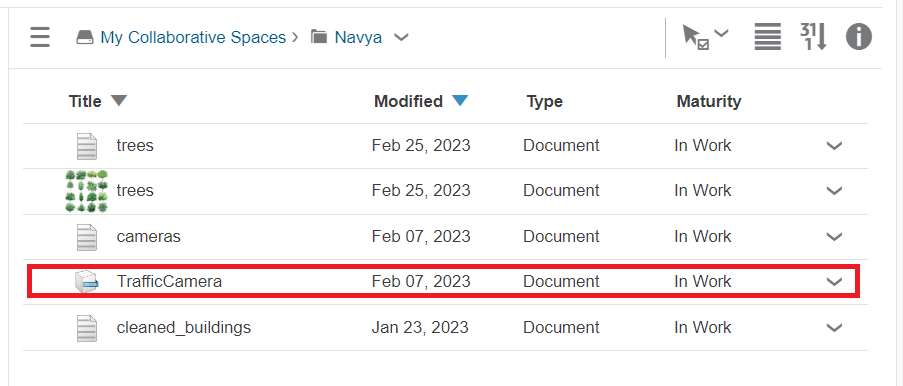 My Collaborative Spaces > Navya
31
1
Title Modified Type Maturity
trees Feb 25, 2023 Document In Work
trees Feb 25, 2023 Document In Work
cameras Feb 07, 2023 Document In Work
TrafficCamera Feb 07, 2023 Document In Work
cleaned_buildings Jan 23, 2023 Document In Work